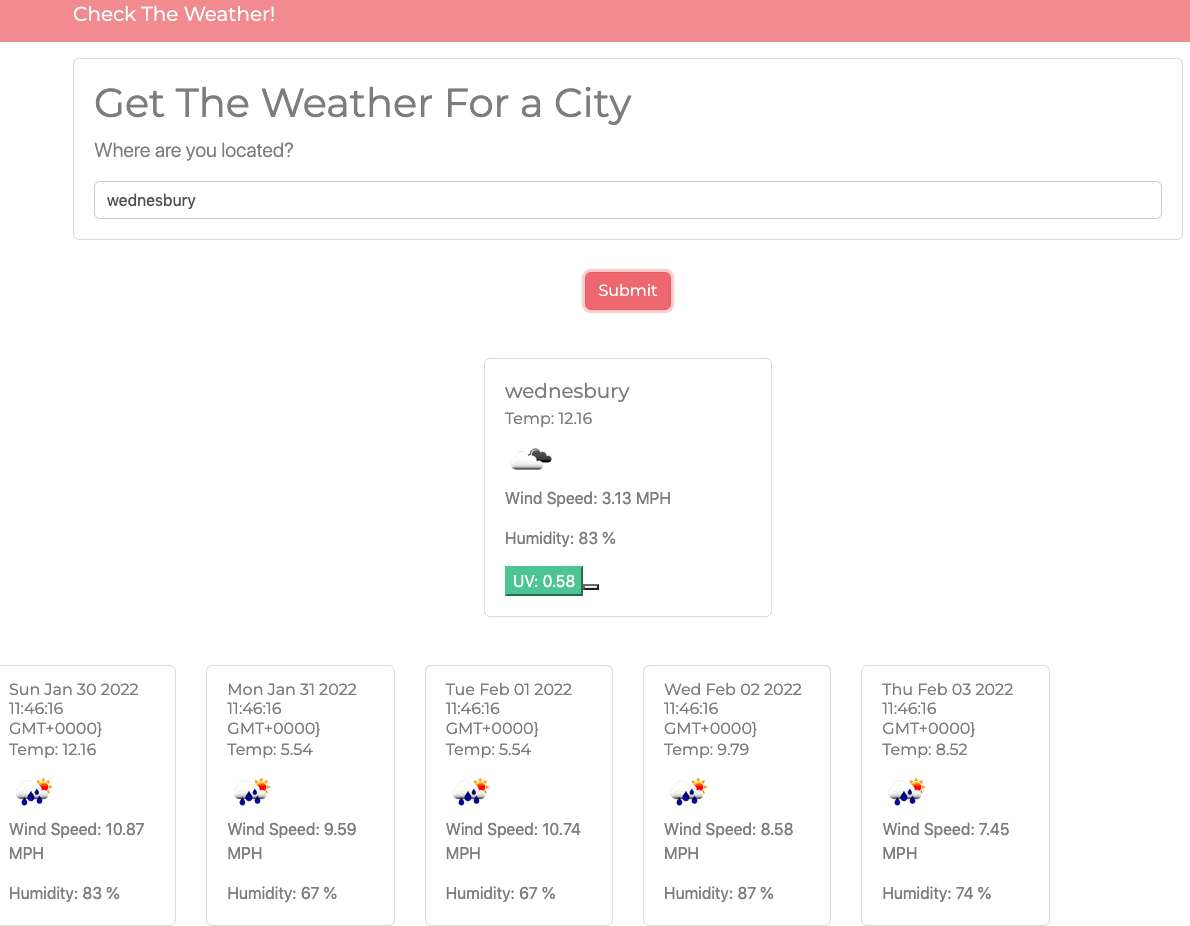 Check The Weather!
Get The Weather For a City
Where are you located?
wednesbury
Submit
wednesbury
Temp: 12.16
Wind Speed: 3.13 MPH
Humidity: 83 %
UV: 0.58
Sun Jan 30 2022
11:46:16
GMT+0000}
Temp: 12.16
Wind Speed: 10.87
MPH
Humidity: 83 %
Mon Jan 31 2022
11:46:16
GMT+0000}
Temp: 5.54
Wind Speed: 9.59
MPH
Humidity: 67 %
Tue Feb 01 2022
11:46:16
GMT+0000}
Temp: 5.54
Wind Speed: 10.74
MPH
Humidity: 67 %
Wed Feb 02 2022
11:46:16
GMT+0000}
Temp: 9.79
Wind Speed: 8.58
MPH
Humidity: 87 %
Thu Feb 03 2022
11:46:16
GMT+0000}
Temp: 8.52
Wind Speed: 7.45
MPH
Humidity: 74 %